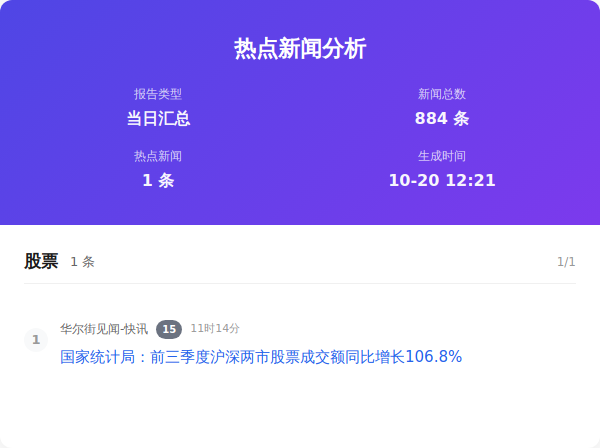 热点新闻分析
报告类型
新闻总数
当日汇总
884 条
热点新闻
生成时间
1 条
10-20 12:21
股票 1 条 1/1
1
华尔街见闻-快讯 15 11时14分
国家统计局：前三季度沪深两市股票成交额同比增长106.8%